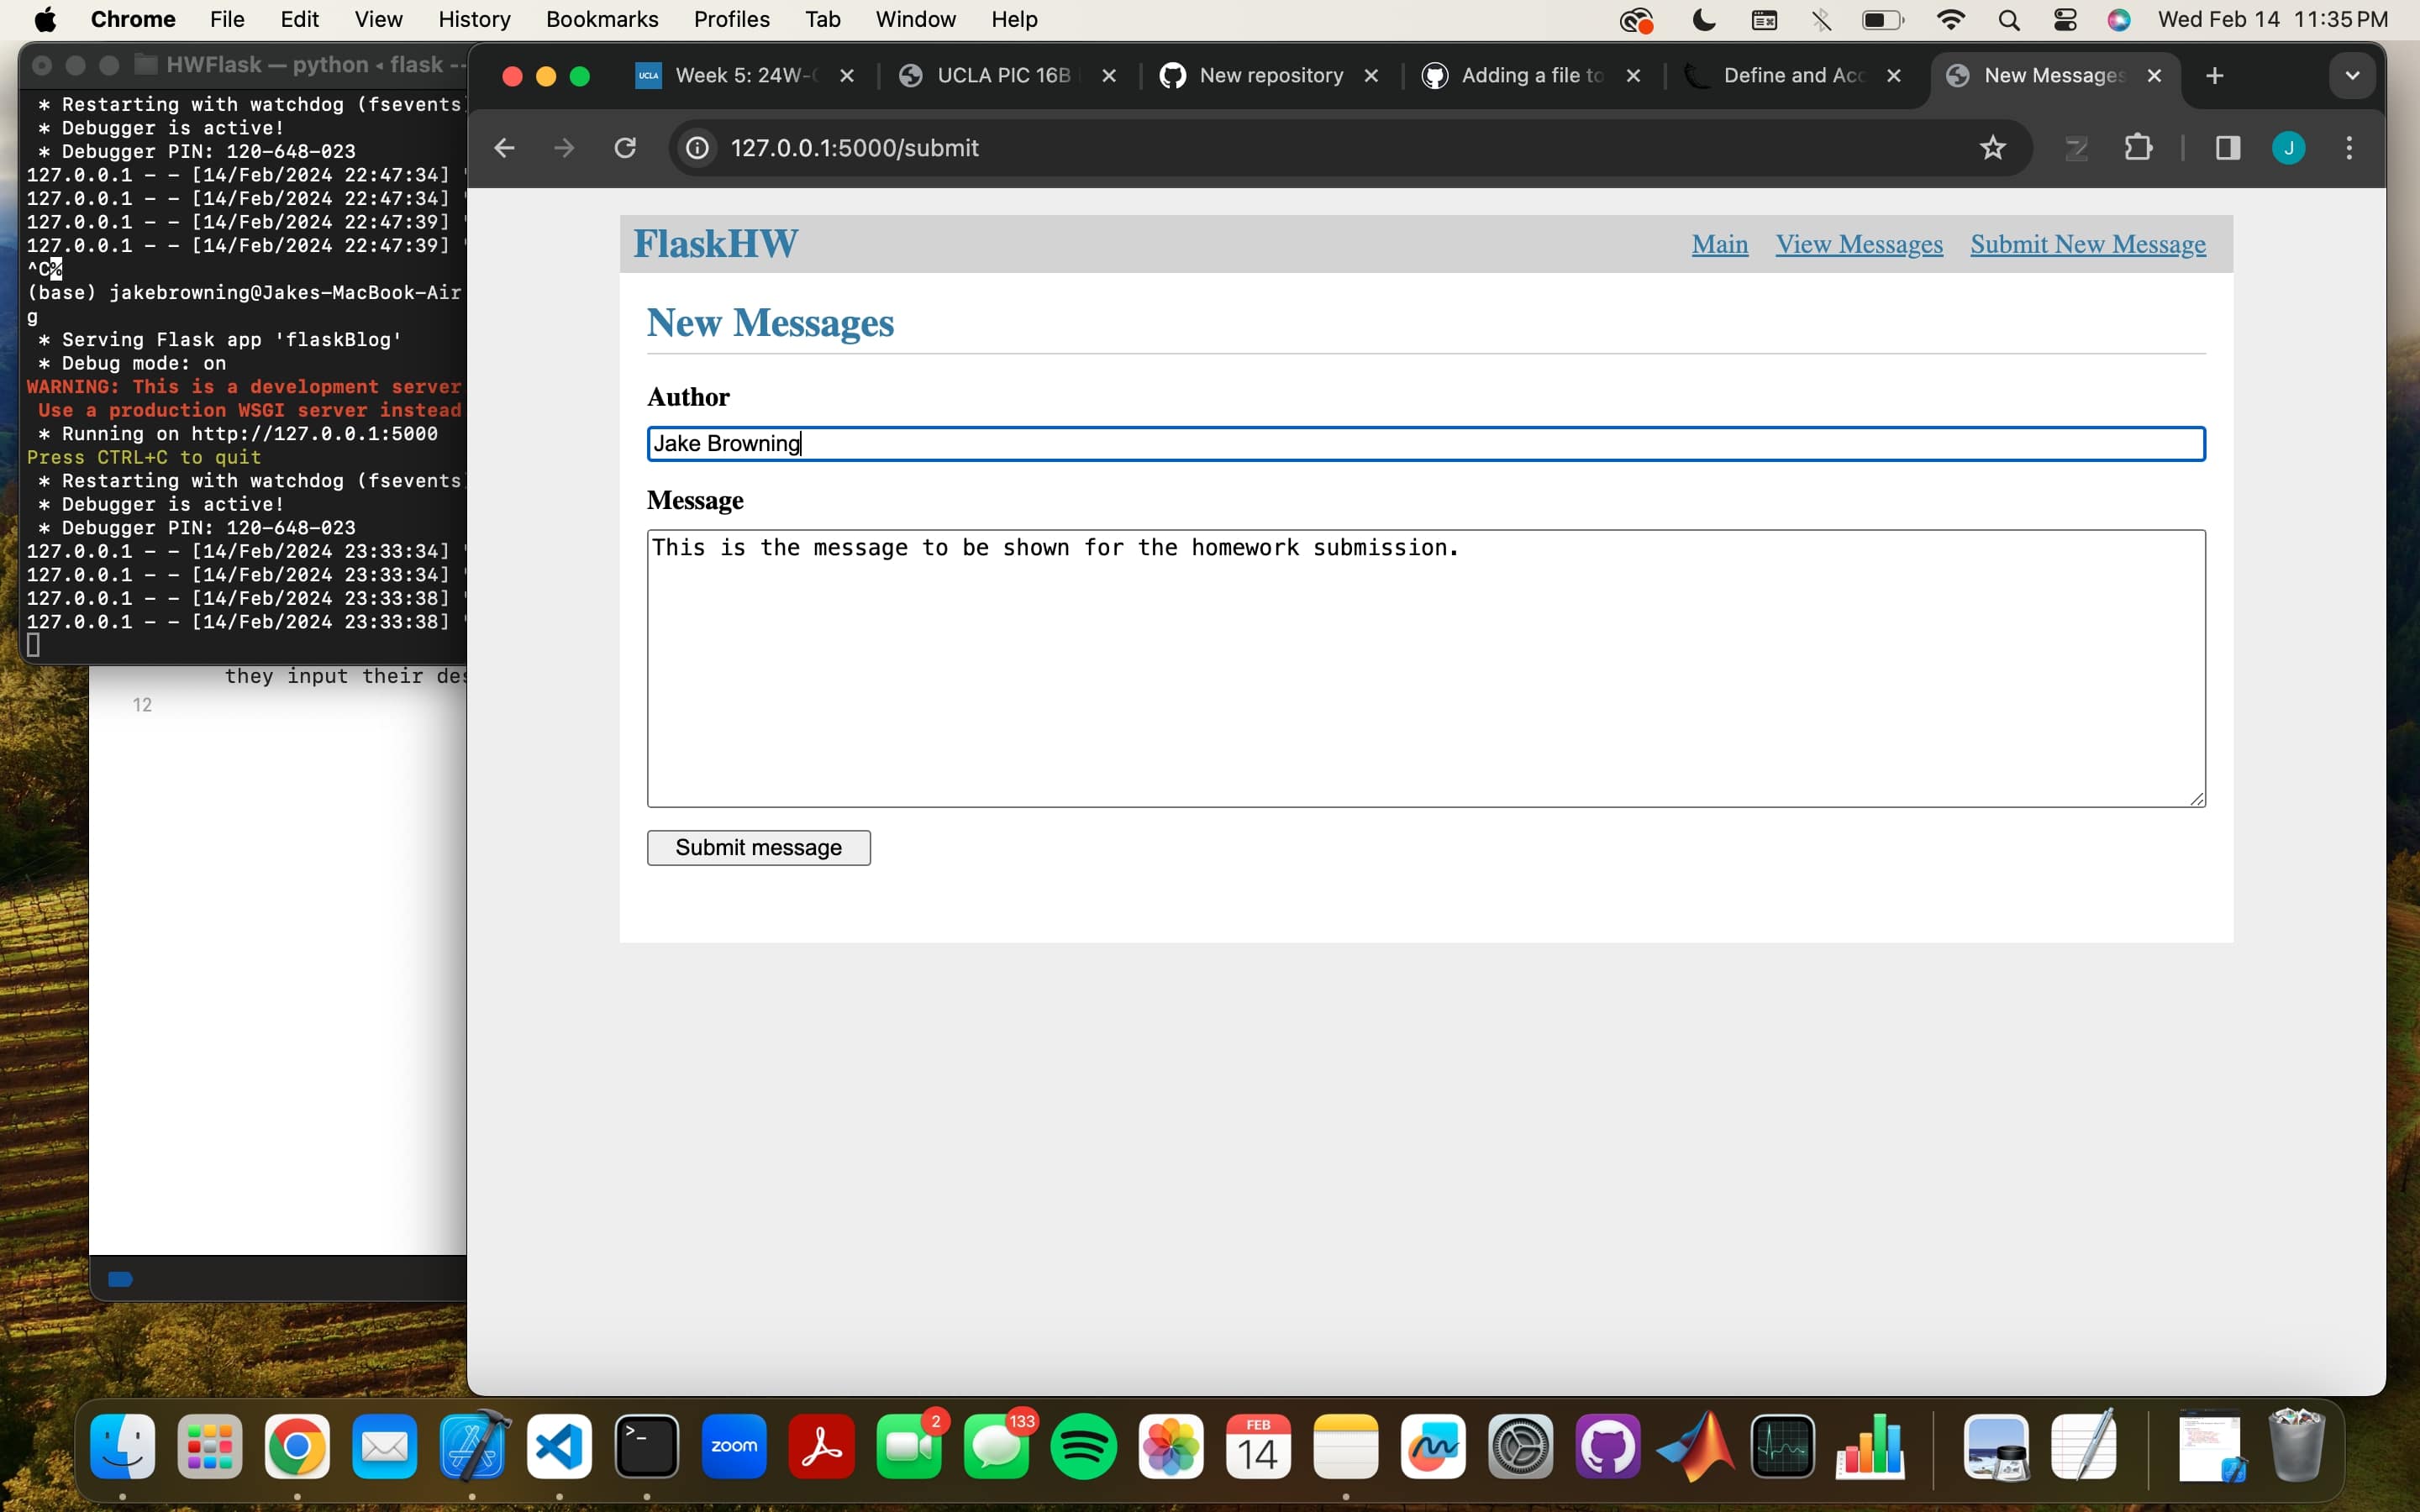 Chrome File Edit View History Bookmarks Profiles Tab Window Help Wed Feb 14 11:35 PM
HWFlask — python ◂ flask --
* Restarting with watchdog (fsevents
* Debugger is active!
* Debugger PIN: 120-648-023
127.0.0.1 - - [14/Feb/2024 22:47:34] "
127.0.0.1 - - [14/Feb/2024 22:47:34] "
127.0.0.1 - - [14/Feb/2024 22:47:39] "
127.0.0.1 - - [14/Feb/2024 22:47:39] "
^C%
(base) jakebrowning@Jakes-MacBook-Air
g
* Serving Flask app 'flaskBlog'
* Debug mode: on
WARNING: This is a development server
Use a production WSGI server instead
* Running on http://127.0.0.1:5000
Press CTRL+C to quit
* Restarting with watchdog (fsevents
* Debugger is active!
* Debugger PIN: 120-648-023
127.0.0.1 - - [14/Feb/2024 23:33:34] "
127.0.0.1 - - [14/Feb/2024 23:33:34] "
127.0.0.1 - - [14/Feb/2024 23:33:38] "
127.0.0.1 - - [14/Feb/2024 23:33:38] "
they input their des
12
UCLA Week 5: 24W- UCLA PIC 16B New repository Adding a file to Define and Acc New Messages
127.0.0.1:5000/submit J
FlaskHW Main View Messages Submit New Message
New Messages
Author
Jake Browning
Message
This is the message to be shown for the homework submission.
Submit message
zoom 2 133 FEB
14